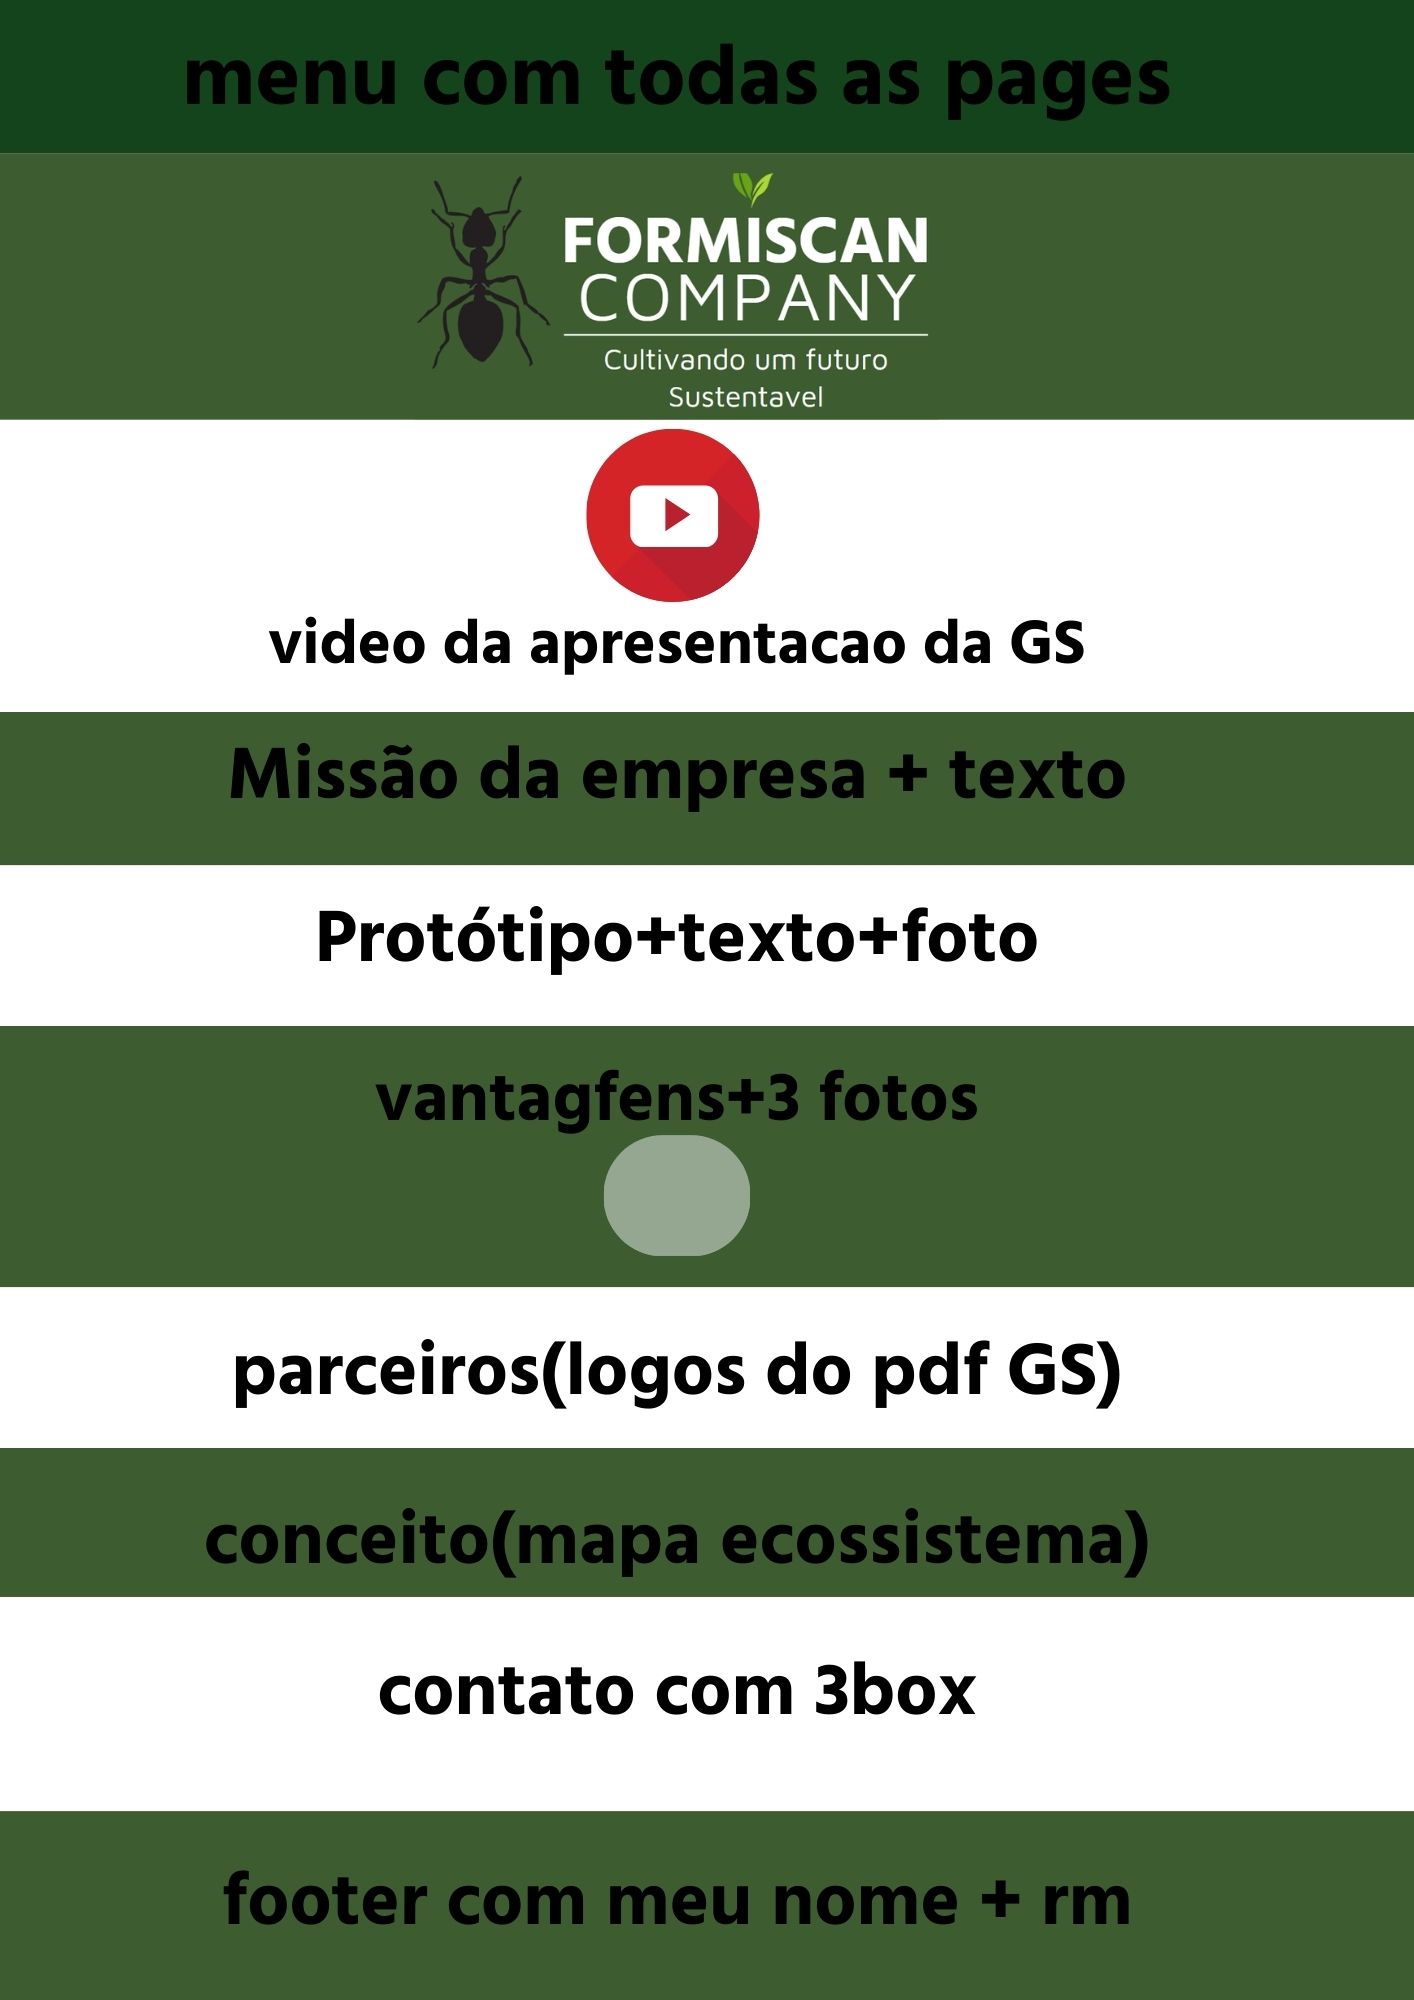 menu com todas as pages
FORMISCAN
COMPANY
Cultivando um futuro
Sustentavel
video da apresentacao da GS
Missão da empresa + texto
Protótipo+texto+foto
vantagfens+3 fotos
parceiros(logos do pdf GS)
conceito(mapa ecossistema)
contato com 3box
footer com meu nome + rm